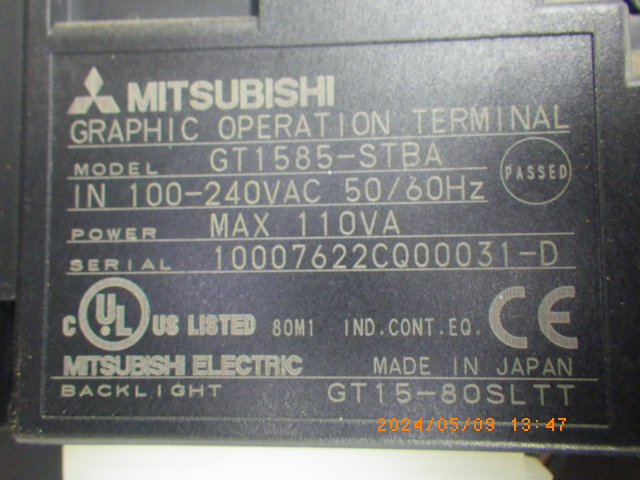 MITSUBISHI
GRAPHIC OPERATION TERMINAL
MODEL GT1585-STBA
PASSED
IN 100-240VAC 50/60Hz
POWER MAX 110VA
SERIAL 10007622CQ00031-D
c UL US LISTED 80M1 IND.CONT.EQ. CE
MITSUBISHI ELECTRIC MADE IN JAPAN
BACKLIGHT GT15-80SLTT
2024/05/09 13:47